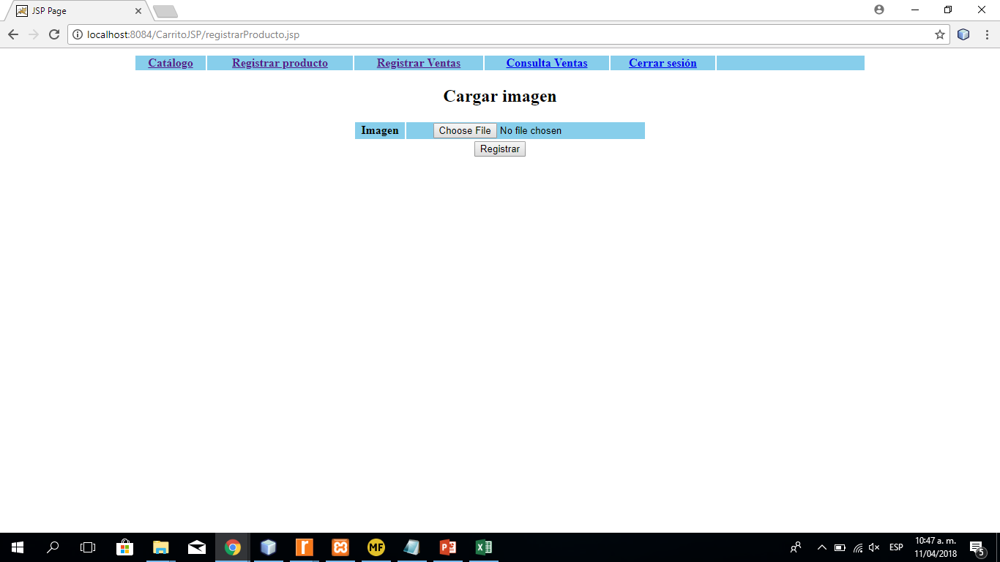 JSP Page
localhost:8084/CarritoJSP/registrarProducto.jsp
Catálogo Registrar producto Registrar Ventas Consulta Ventas Cerrar sesión
Cargar imagen
Imagen Choose File No file chosen
Registrar
MF
ESP
10:47 a. m.
11/04/2018
5